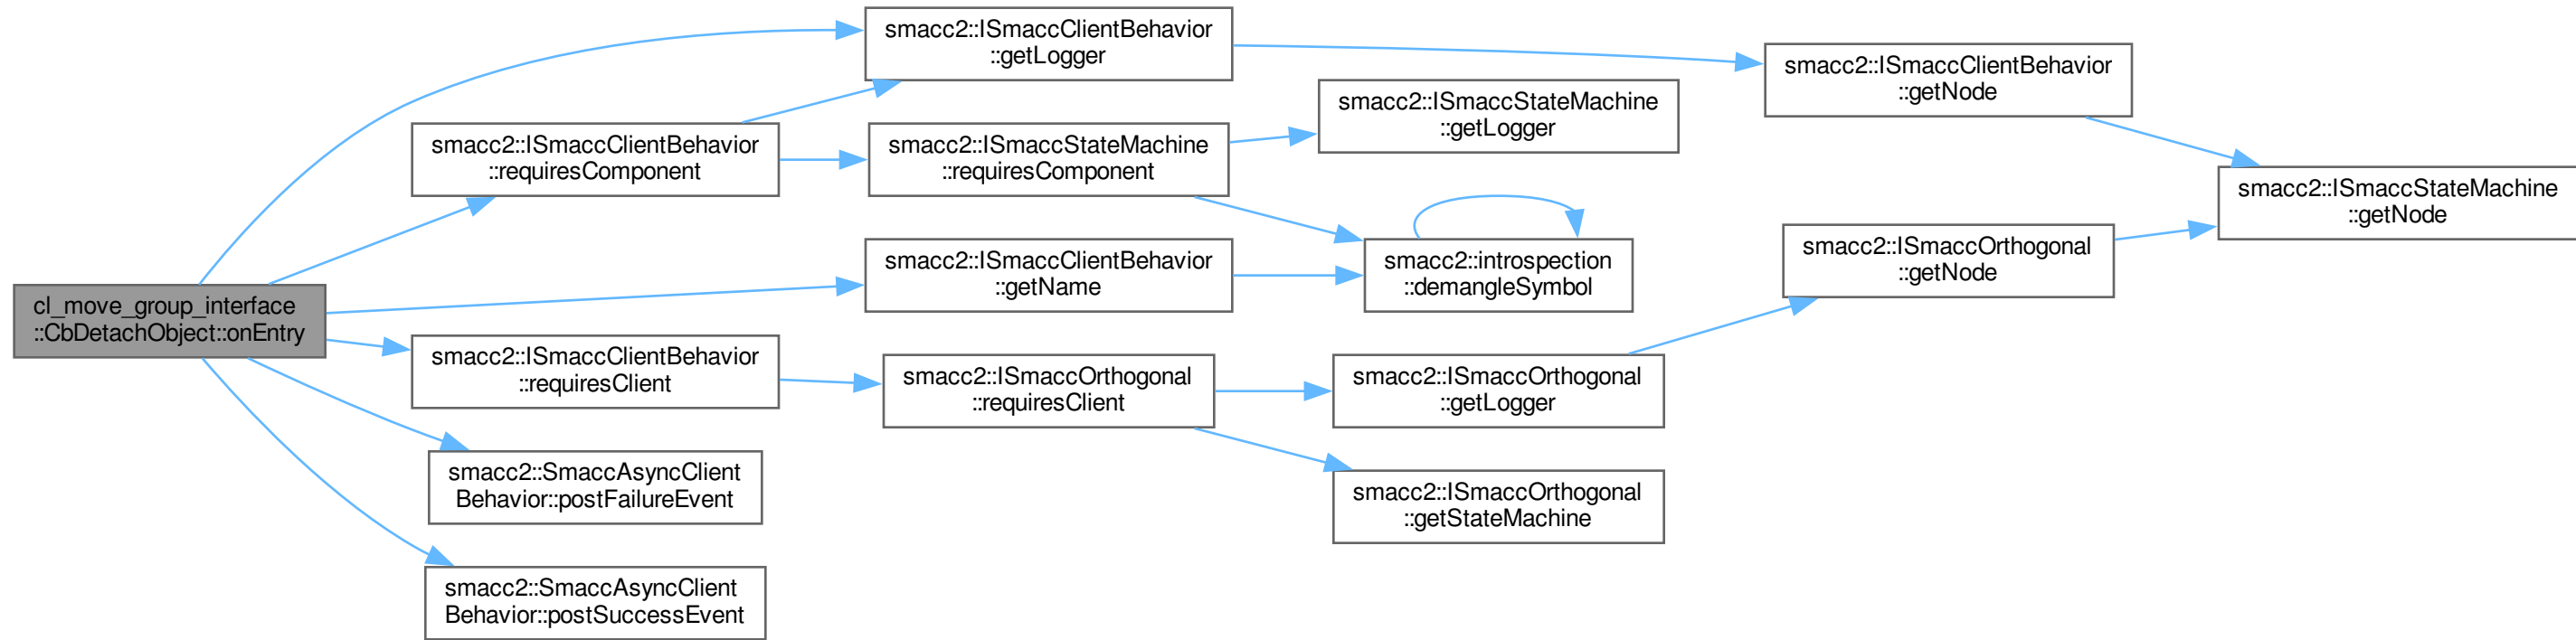 cl_move_group_interface
::CbDetachObject::onEntry
smacc2::ISmaccClientBehavior
::getLogger
smacc2::ISmaccClientBehavior
::requiresComponent
smacc2::ISmaccClientBehavior
::getName
smacc2::ISmaccClientBehavior
::requiresClient
smacc2::SmaccAsyncClient
Behavior::postFailureEvent
smacc2::SmaccAsyncClient
Behavior::postSuccessEvent
smacc2::ISmaccStateMachine
::requiresComponent
smacc2::ISmaccOrthogonal
::requiresClient
smacc2::ISmaccStateMachine
::getLogger
smacc2::introspection
::demangleSymbol
smacc2::ISmaccOrthogonal
::getLogger
smacc2::ISmaccOrthogonal
::getStateMachine
smacc2::ISmaccClientBehavior
::getNode
smacc2::ISmaccOrthogonal
::getNode
smacc2::ISmaccStateMachine
::getNode